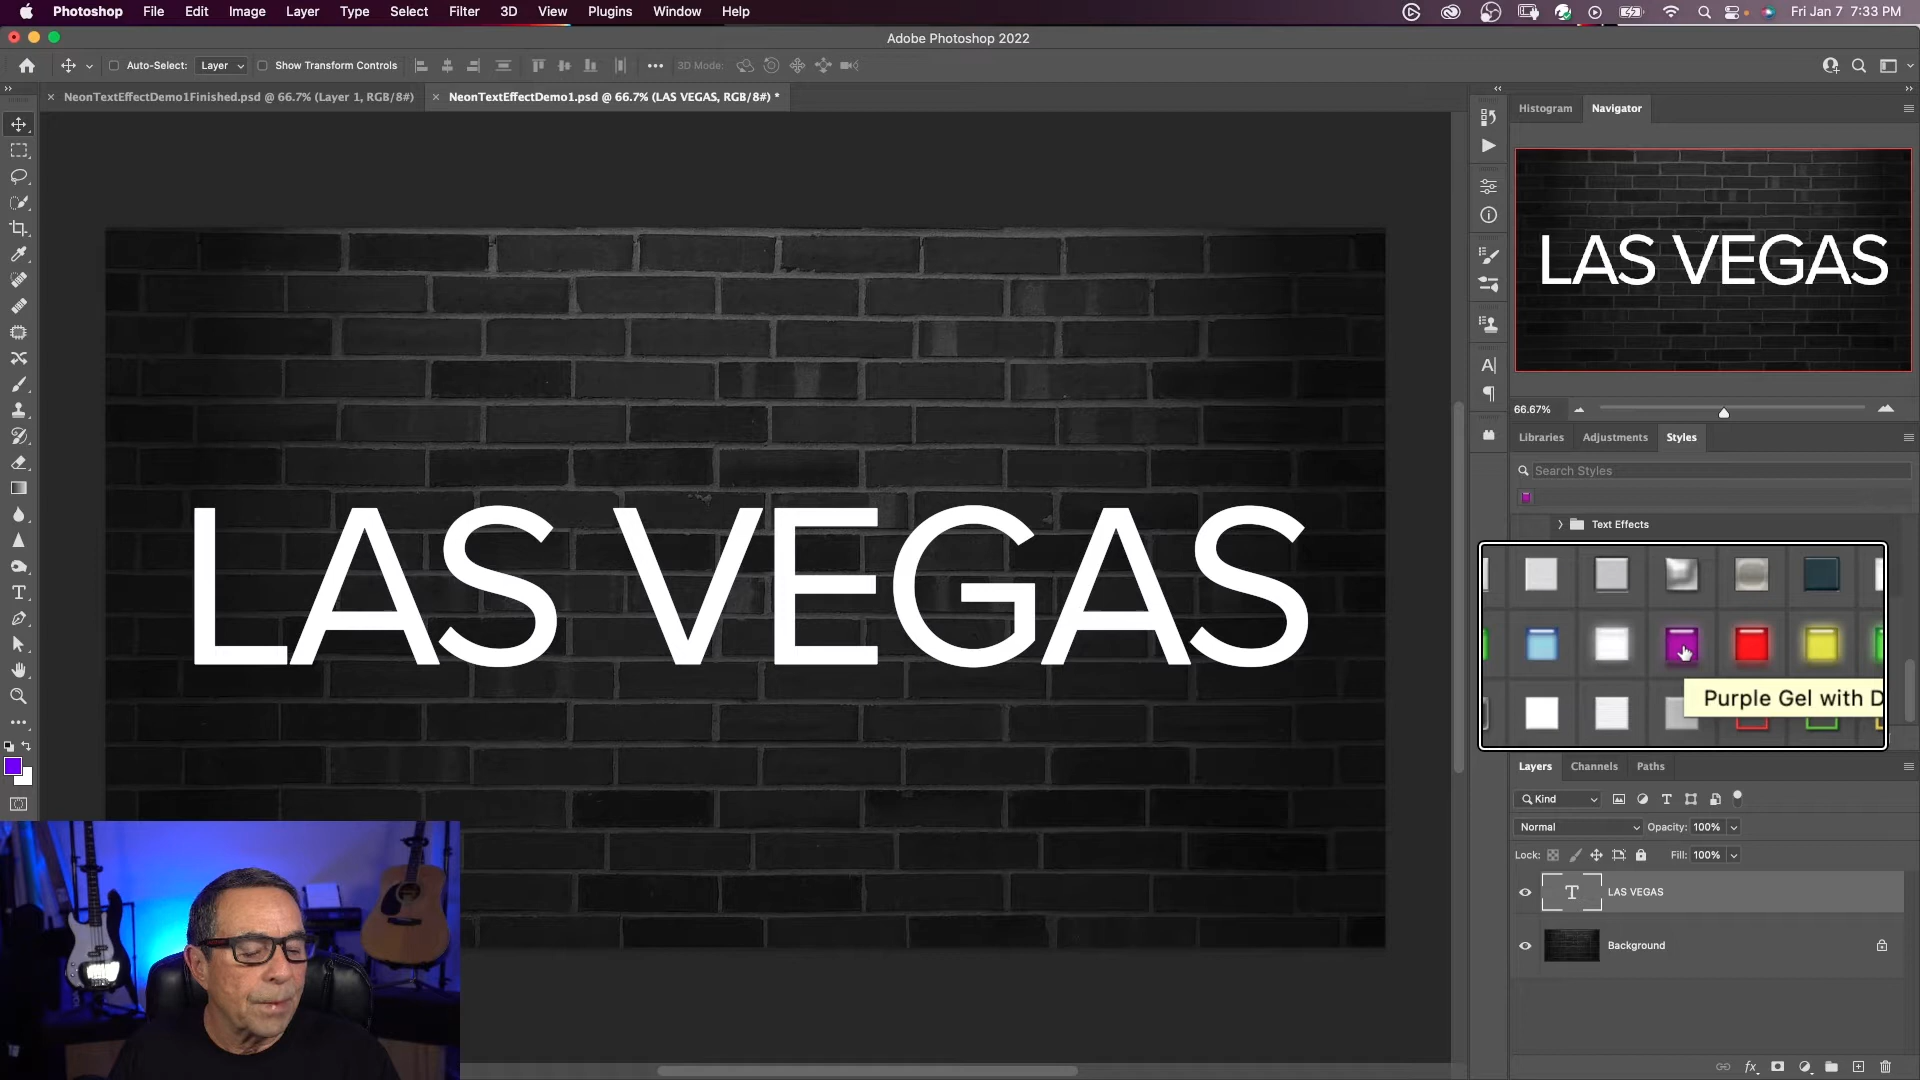 Photoshop File Edit Image Layer Type Select Filter 3D View Plugins Window Help Fri Jan 7 7:33 PM
Adobe Photoshop 2022
Auto-Select: Layer Show Transform Controls 3D Mode:
NeonTextEffectDemo1Finished.psd @ 66.7% (Layer 1, RGB/8#) NeonTextEffectDemo1.psd @ 66.7% (LAS VEGAS, RGB/8#) *
Histogram Navigator
LAS VEGAS
66.67%
Libraries Adjustments Styles
Search Styles
Text Effects
LAS VEGAS
Purple Gel with D
Layers Channels Paths
Kind
Normal Opacity: 100%
Lock: Fill: 100%
LAS VEGAS
Background